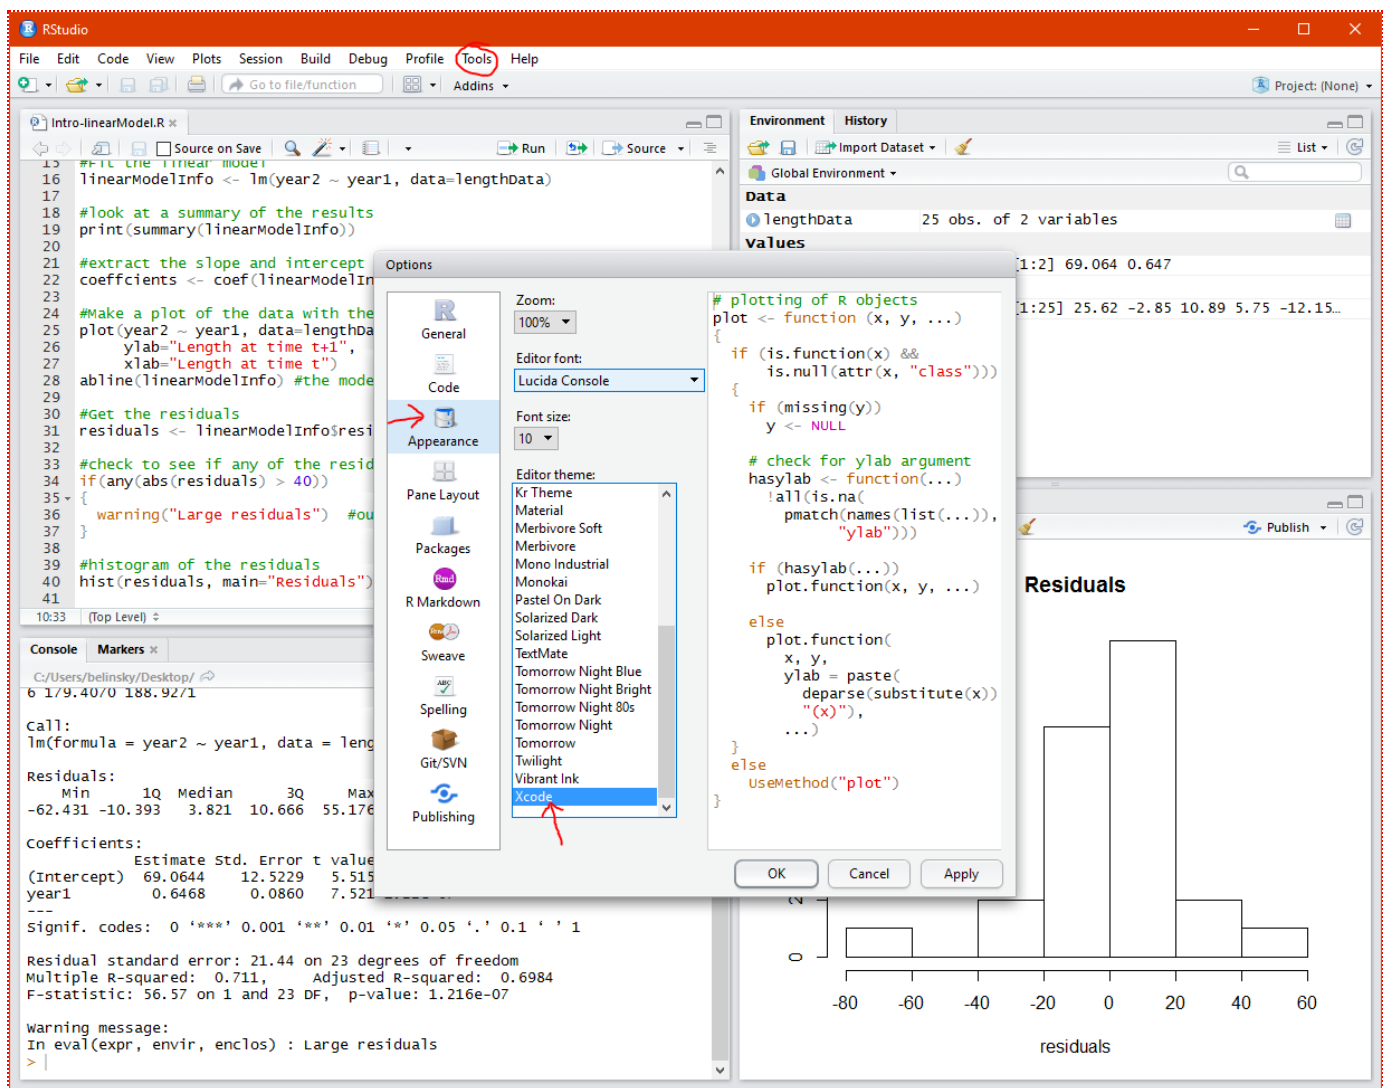 RStudio
File Edit Code View Plots Session Build Debug Profile Tools Help
Go to file/function Addins Project: (None)
Intro-linearModel.R
Source on Save Run Source
15 #Fit the linear model
16 linearModelInfo <- lm(year2 ~ year1, data=lengthData)
17
18 #look at a summary of the results
19 print(summary(linearModelInfo))
20
21 #extract the slope and intercept
22 coeffcients <- coef(linearModelIn
23
24 #Make a plot of the data with the
25 plot(year2 ~ year1, data=lengthDa
26 ylab="Length at time t+1",
27 xlab="Length at time t")
28 abline(linearModelInfo) #the mode
29
30 #Get the residuals
31 residuals <- linearModelInfo$resi
32
33 #check to see if any of the resid
34 if(any(abs(residuals) > 40))
35 {
36 warning("Large residuals") #ou
37 }
38
39 #histogram of the residuals
40 hist(residuals, main="Residuals")
41
10:33 (Top Level)
Console Markers
C:/Users/belinsky/Desktop/
6 179.4070 188.9271
Call:
lm(formula = year2 ~ year1, data = leng
Residuals:
Min 1Q Median 3Q Max
-62.431 -10.393 3.821 10.666 55.176
Coefficients:
Estimate Std. Error t value
(Intercept) 69.0644 12.5229 5.515
year1 0.6468 0.0860 7.521
---
Signif. codes: 0 ‘***’ 0.001 ‘**’ 0.01 ‘*’ 0.05 ‘.’ 0.1 ‘ ’ 1
Residual standard error: 21.44 on 23 degrees of freedom
Multiple R-squared: 0.711, Adjusted R-squared: 0.6984
F-statistic: 56.57 on 1 and 23 DF, p-value: 1.216e-07
Warning message:
In eval(expr, envir, enclos) : Large residuals
>
Options
General
Code
Appearance
Pane Layout
Packages
Rmd
R Markdown
Sweave
ABC
Spelling
Git/SVN
Publishing
Zoom:
100%
Editor font:
Lucida Console
Font size:
10
Editor theme:
Kr Theme
Material
Merbivore Soft
Merbivore
Mono Industrial
Monokai
Pastel On Dark
Solarized Dark
Solarized Light
TextMate
Tomorrow Night Blue
Tomorrow Night Bright
Tomorrow Night 80s
Tomorrow Night
Tomorrow
Twilight
Vibrant Ink
Xcode
# plotting of R objects
plot <- function (x, y, ...)
{
if (is.function(x) &&
is.null(attr(x, "class")))
{
if (missing(y))
y <- NULL
# check for ylab argument
hasylab <- function(...)
!all(is.na(
pmatch(names(list(...)),
"ylab")))
if (hasylab(...))
plot.function(x, y, ...)
else
plot.function(
x, y,
ylab = paste(
deparse(substitute(x))
"(x)"),
...)
}
else
UseMethod("plot")
}
OK Cancel Apply
Environment History
Import Dataset List
Global Environment
Data
lengthData 25 obs. of 2 variables
Values
[1:2] 69.064 0.647
[1:25] 25.62 -2.85 10.89 5.75 -12.15…
Publish
Residuals
2
0
-80 -60 -40 -20 0 20 40 60
residuals